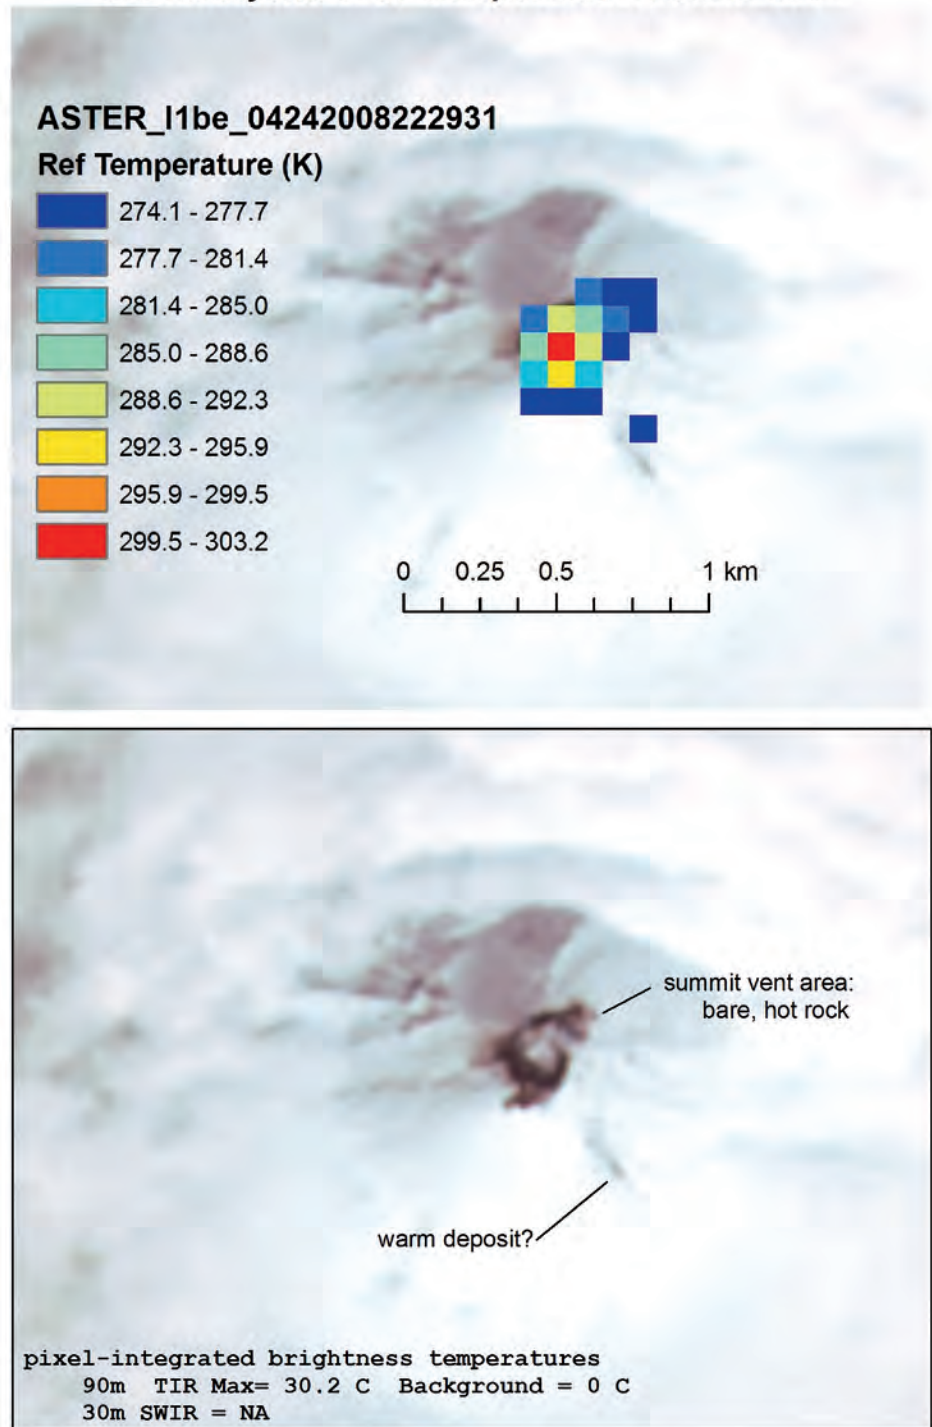 ASTER_l1be_04242008222931
Ref Temperature (K)
274.1 - 277.7
277.7 - 281.4
281.4 - 285.0
285.0 - 288.6
288.6 - 292.3
292.3 - 295.9
295.9 - 299.5
299.5 - 303.2
0 0.25 0.5 1 km
summit vent area:
bare, hot rock
warm deposit?
pixel-integrated brightness temperatures
90m TIR Max= 30.2 C Background = 0 C
30m SWIR = NA